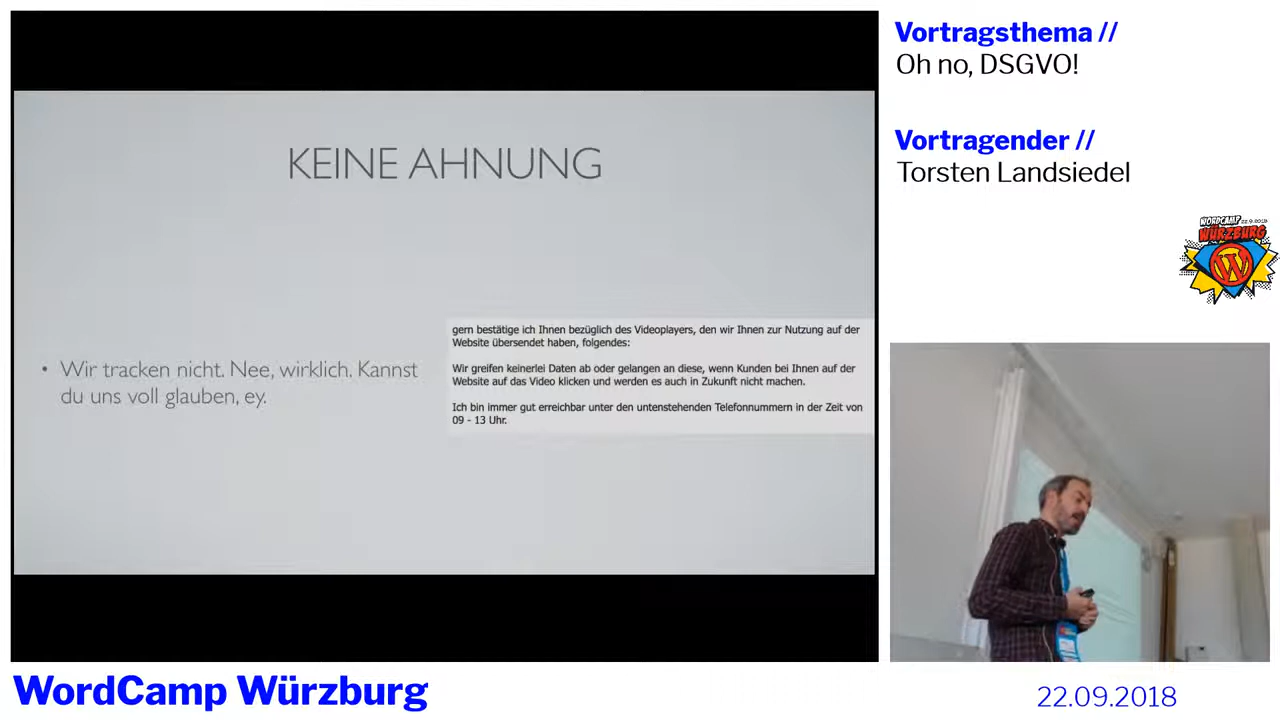 Vortragsthema //
Oh no, DSGVO!
Vortragender //
Torsten Landsiedel
WORDCAMP
WÜRZBURG
KEINE AHNUNG
• Wir tracken nicht. Nee, wirklich. Kannst
du uns voll glauben, ey.
gern bestätige ich Ihnen bezüglich des Videoplayers, den wir Ihnen zur Nutzung auf der
Website übersendet haben, folgendes:
Wir greifen keinerlei Daten ab oder gelangen an diese, wenn Kunden bei Ihnen auf der
Website auf das Video klicken und werden es auch in Zukunft nicht machen.
Ich bin immer gut erreichbar unter den untenstehenden Telefonnummern in der Zeit von
09 - 13 Uhr.
WordCamp Würzburg
22.09.2018